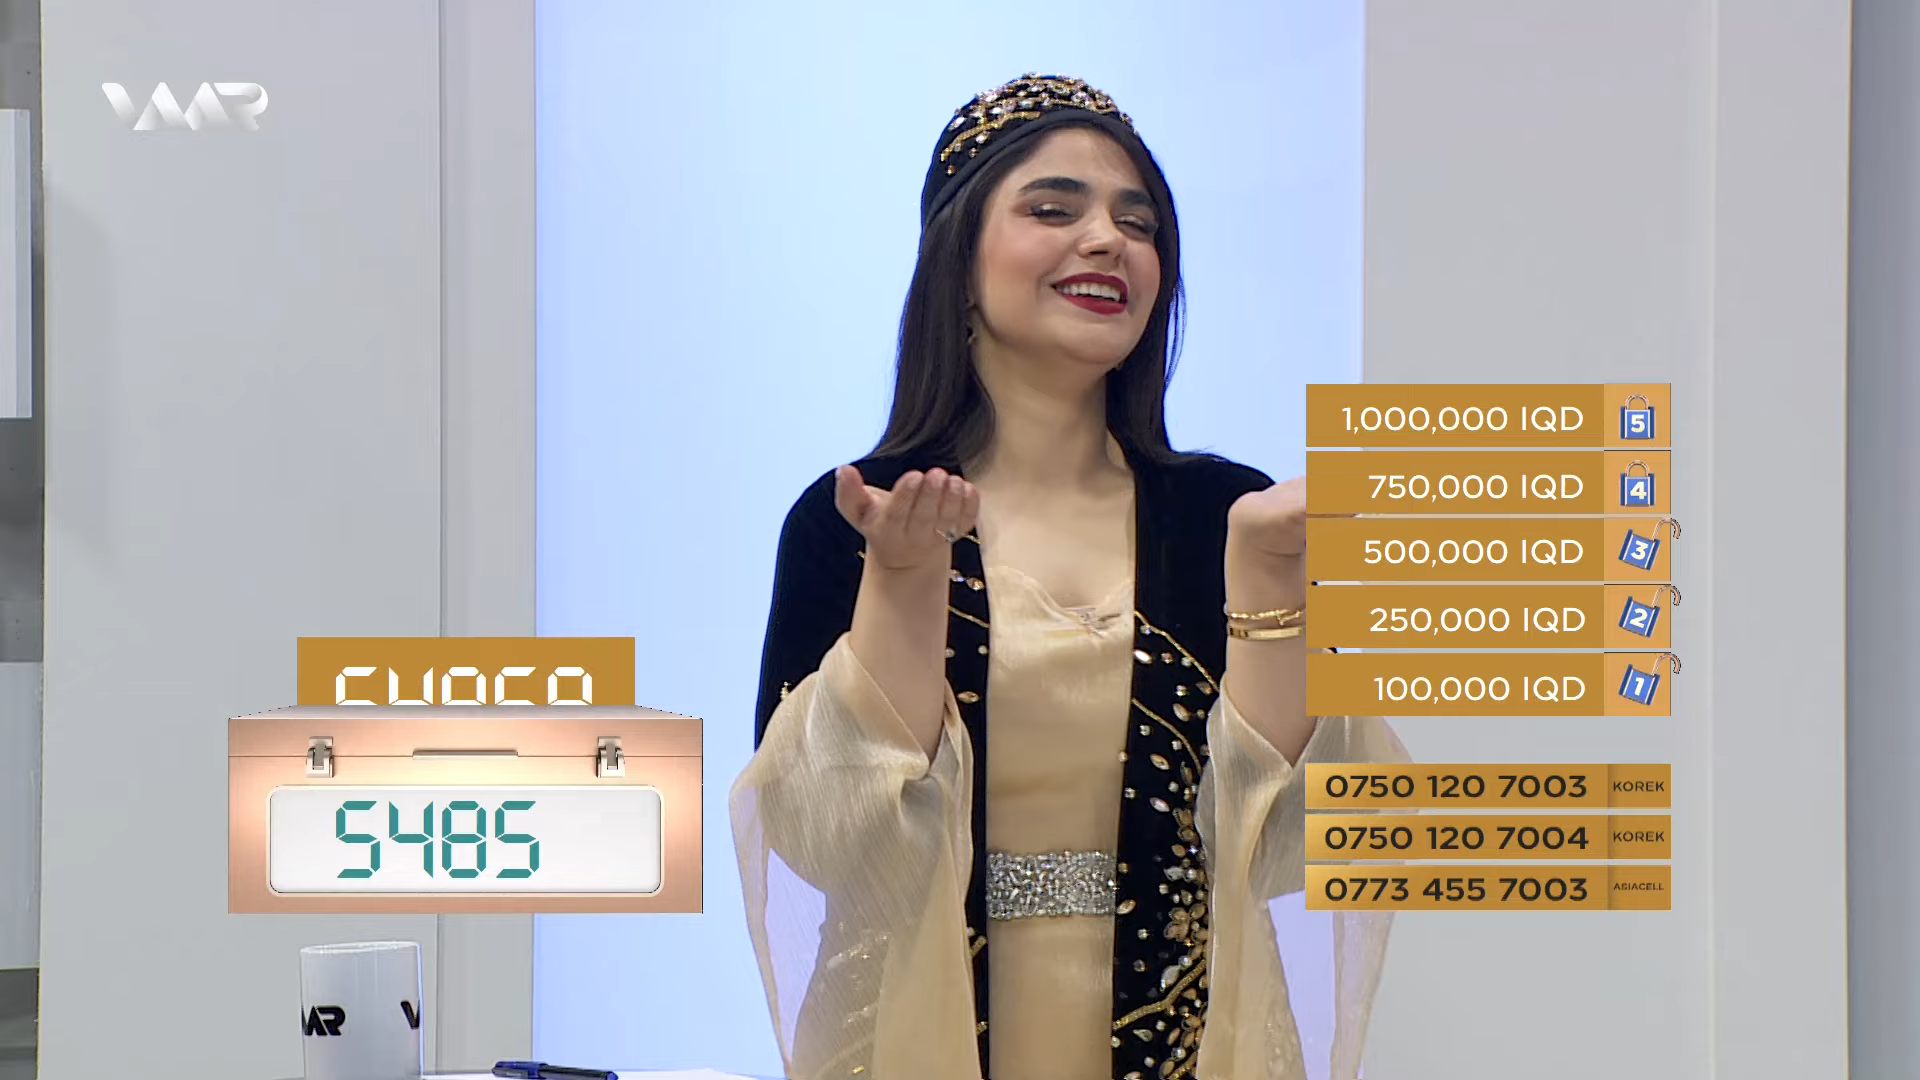 VAAR
1,000,000 IQD 5
750,000 IQD 4
500,000 IQD 3
250,000 IQD 2
100,000 IQD 1
5485
0750 120 7003 KOREK
0750 120 7004 KOREK
0773 455 7003 ASIACELL